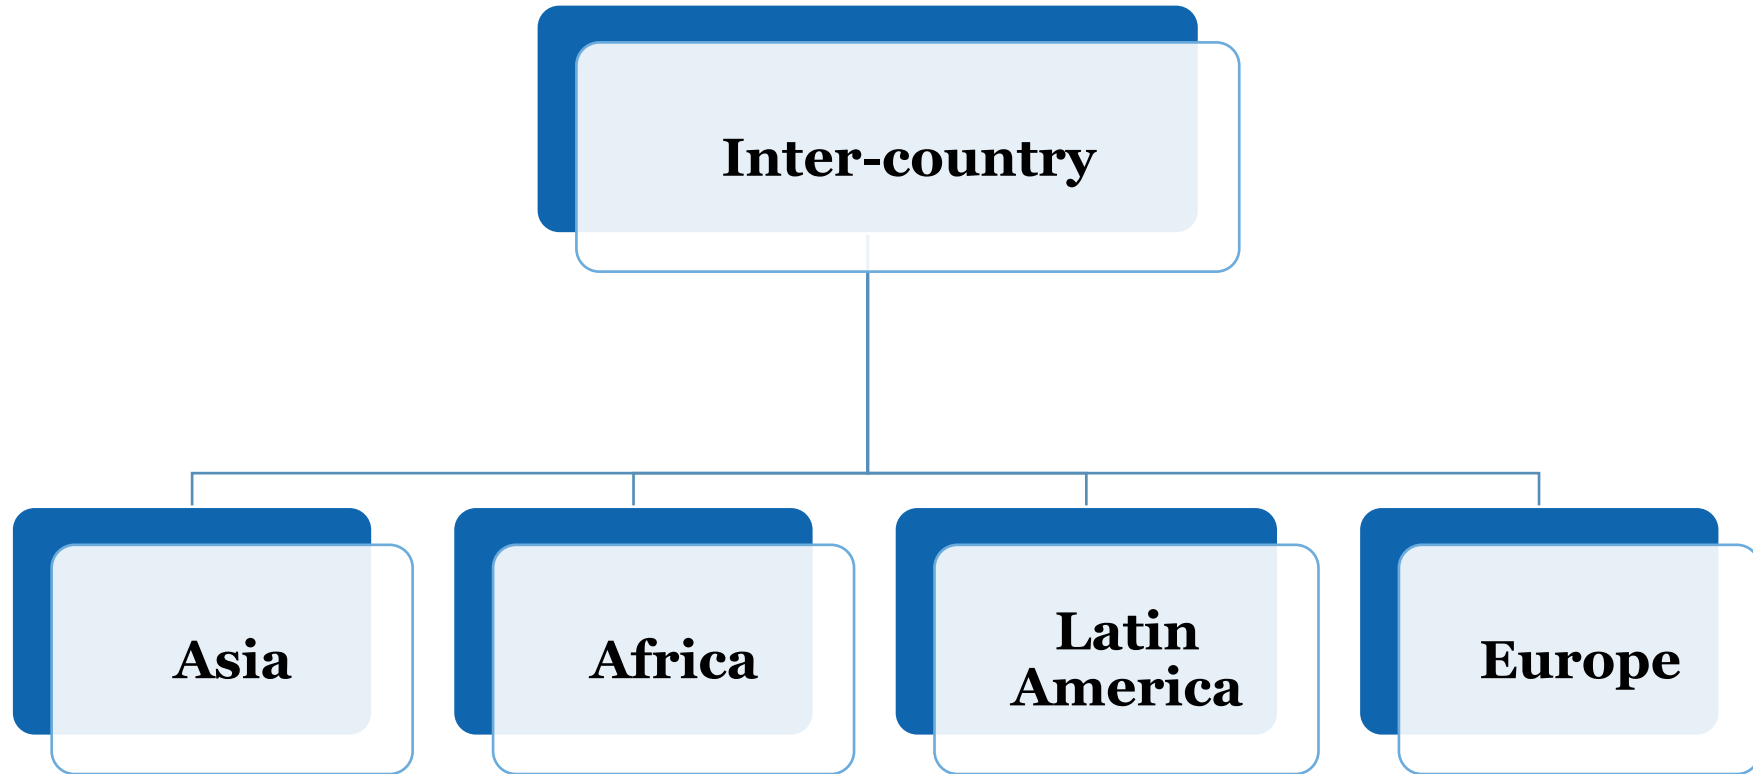 Inter-country
Asia
Africa
Latin
America
Europe